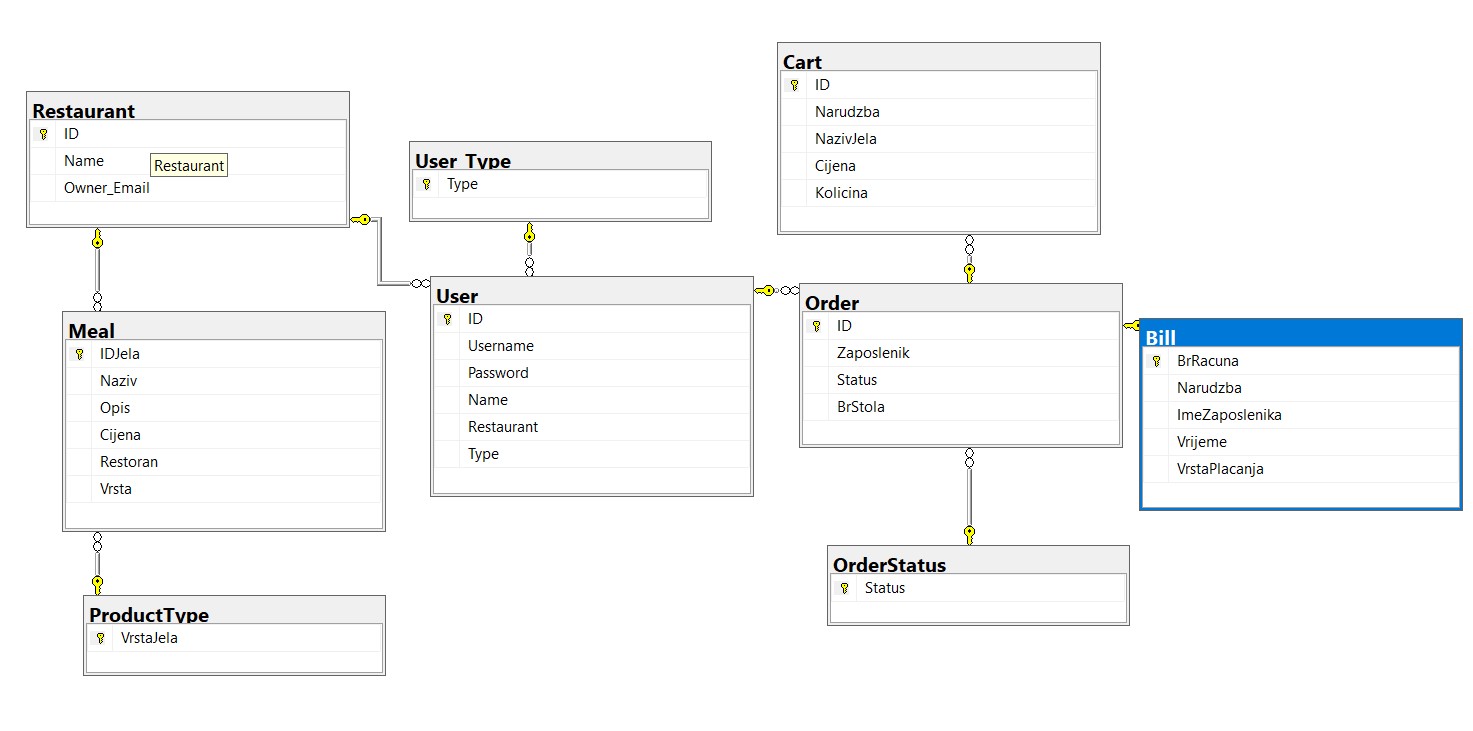 Cart
ID
Narudzba
NazivJela
Cijena
Kolicina
Restaurant
ID
Name
Restaurant
Owner_Email
User_Type
Type
User
ID
Username
Password
Name
Restaurant
Type
Order
ID
Zaposlenik
Status
BrStola
Bill
BrRacuna
Narudzba
ImeZaposlenika
Vrijeme
VrstaPlacanja
Meal
IDJela
Naziv
Opis
Cijena
Restoran
Vrsta
OrderStatus
Status
ProductType
VrstaJela